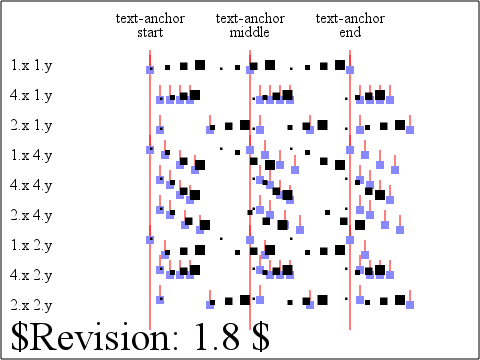 text-anchor text-anchor text-anchor
start middle end
1.x 1.y
4.x 1.y
2.x 1.y
1.x 4.y
4.x 4.y
2.x 4.y
1.x 2.y
4.x 2.y
2.x 2.y
$Revision: 1.8 $